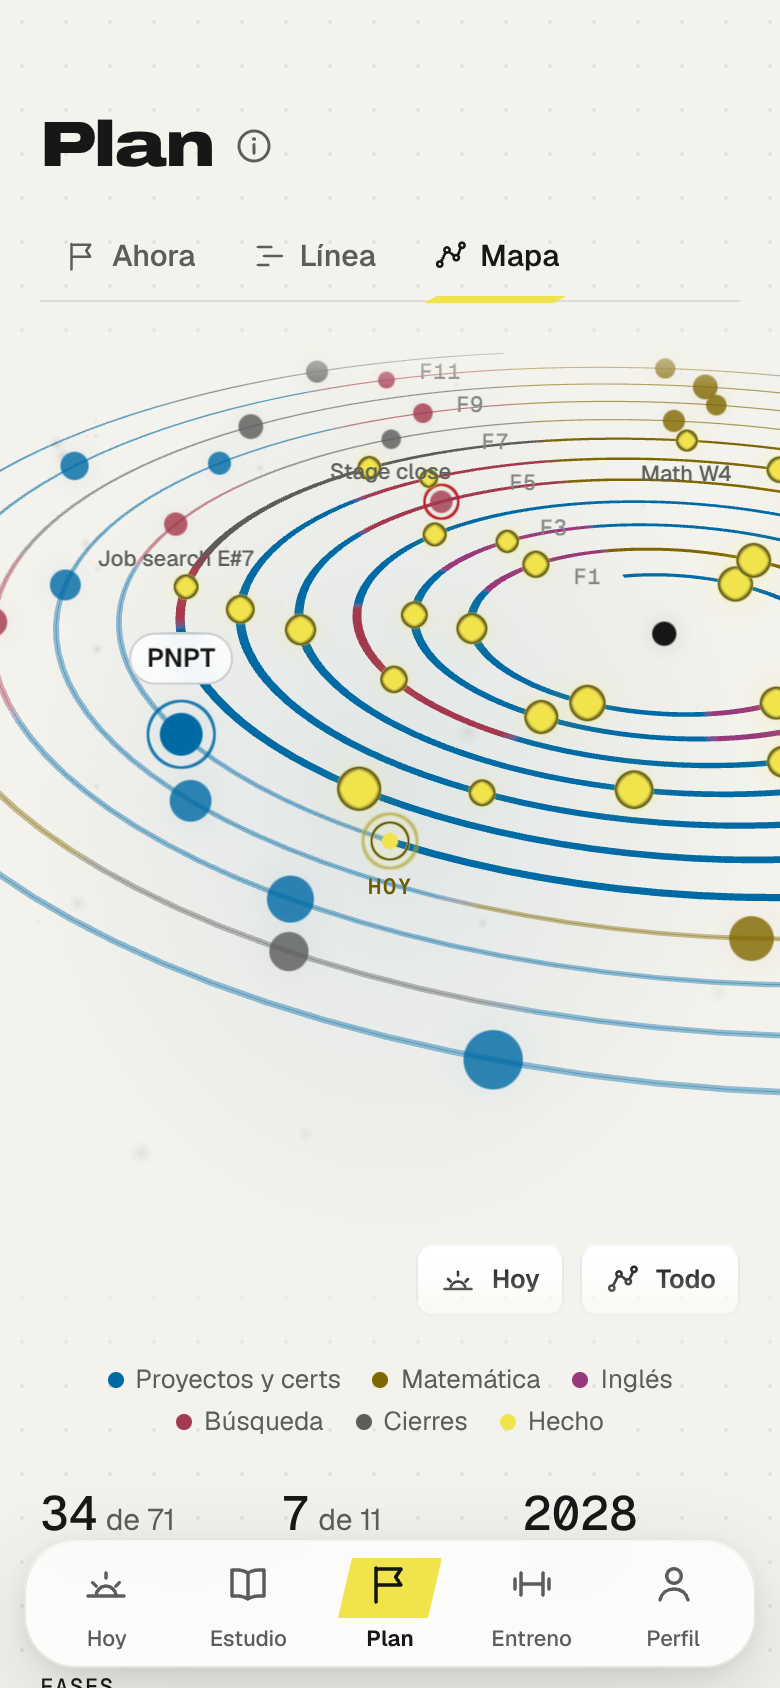 Plan
Ahora Línea Mapa
F11
F9
F7
Stage close
Math W4
F5
F3
Job search E#7
F1
PNPT
HOY
Hoy Todo
Proyectos y certs Matemática Inglés
Búsqueda Cierres Hecho
34 de 71 7 de 11 2028
Hoy Estudio Plan Entreno Perfil
FASES